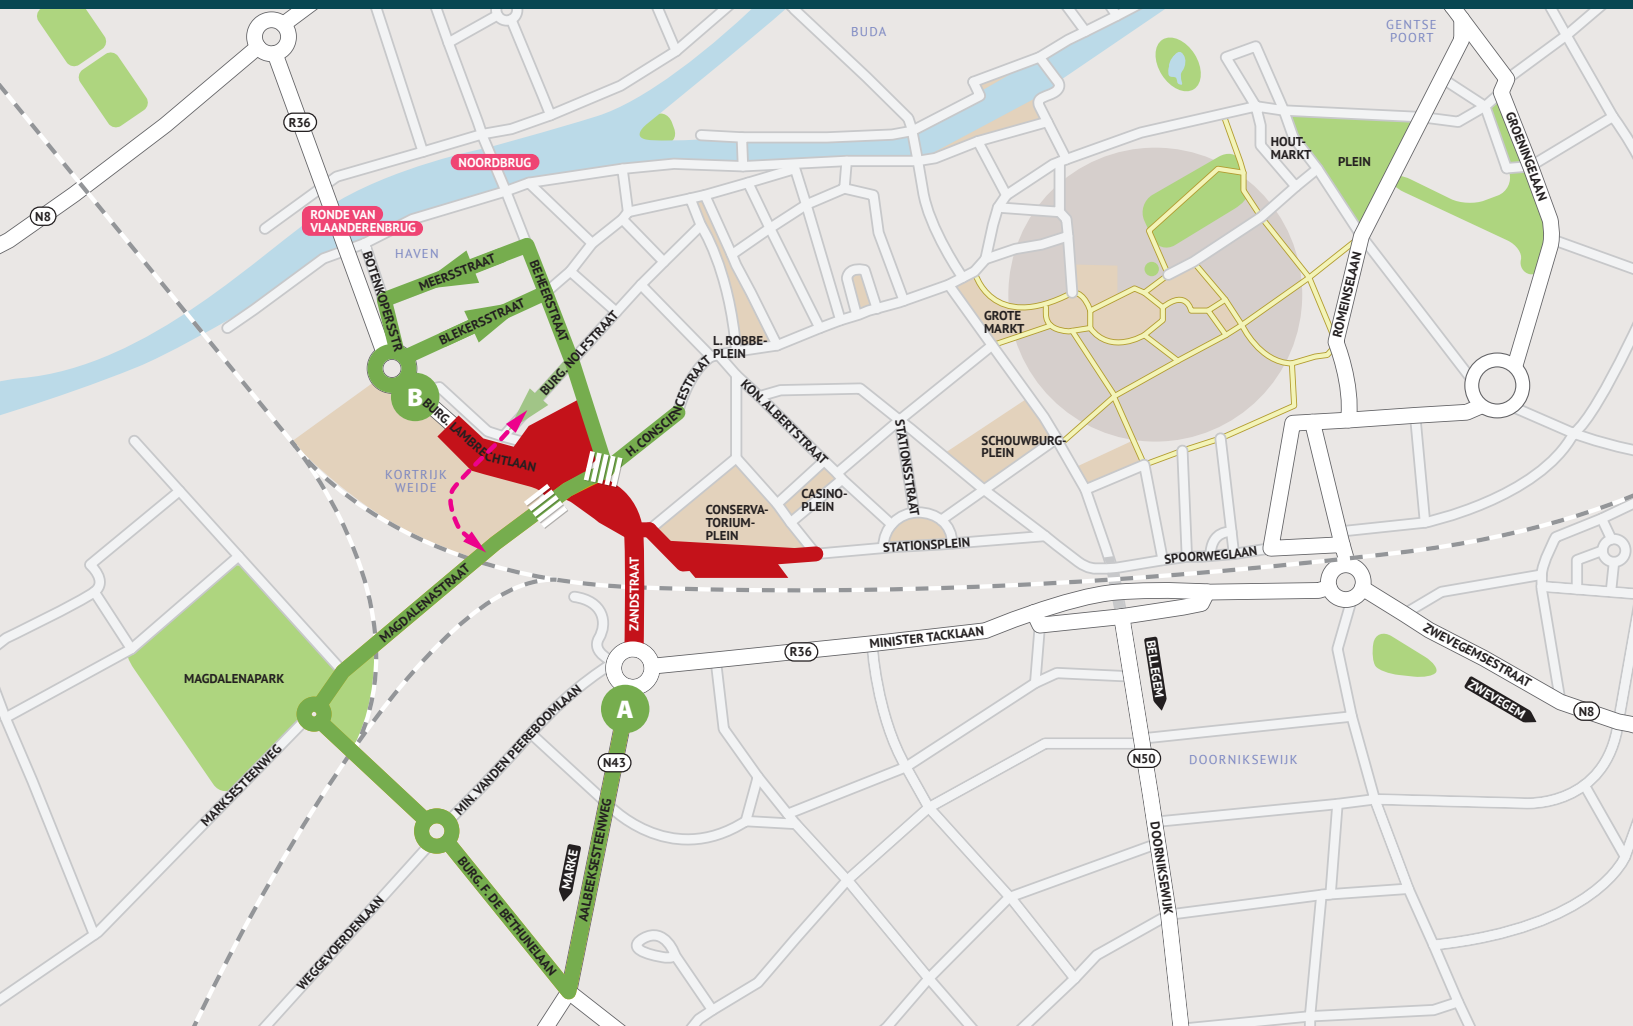 BUDA
GENTSE
POORT
R36
NOORDBRUG
HOUT-
MARKT
PLEIN
GROENINGELAAN
N8
RONDE VAN
VLAANDERENBRUG
HAVEN
BOTENKOPERSSTR
MEERSSTRAAT
BEHEERSTRAAT
BLEKERSSTRAAT
BURG. NOLFSTRAAT
L. ROBBE-
PLEIN
GROTE
MARKT
ROMEINSELAAN
B
BURG. LAMBRECHTLAAN
H. CONSCIENCESTRAAT
KON. ALBERTSTRAAT
STATIONSSTRAAT
SCHOUWBURG-
PLEIN
KORTRIJK
WEIDE
CASINO-
PLEIN
CONSERVA-
TORIUM-
PLEIN
STATIONSPLEIN
SPOORWEGLAAN
ZANDSTRAAT
MAGDALENASTRAAT
R36
MINISTER TACKLAAN
BELLEGEM
ZWEVEGEMSESTRAAT
ZWEVEGEM
N8
MAGDALENAPARK
A
N43
MIN. VANDEN PEEREBOOMLAAN
MARKSESTEENWEG
N50
DOORNIKSEWIJK
DOORNIKSEWIJK
MARKE
AALBEEKSESTEENWEG
BURG. F. DE BETHUNELAAN
WEGGEVOERDENLAAN